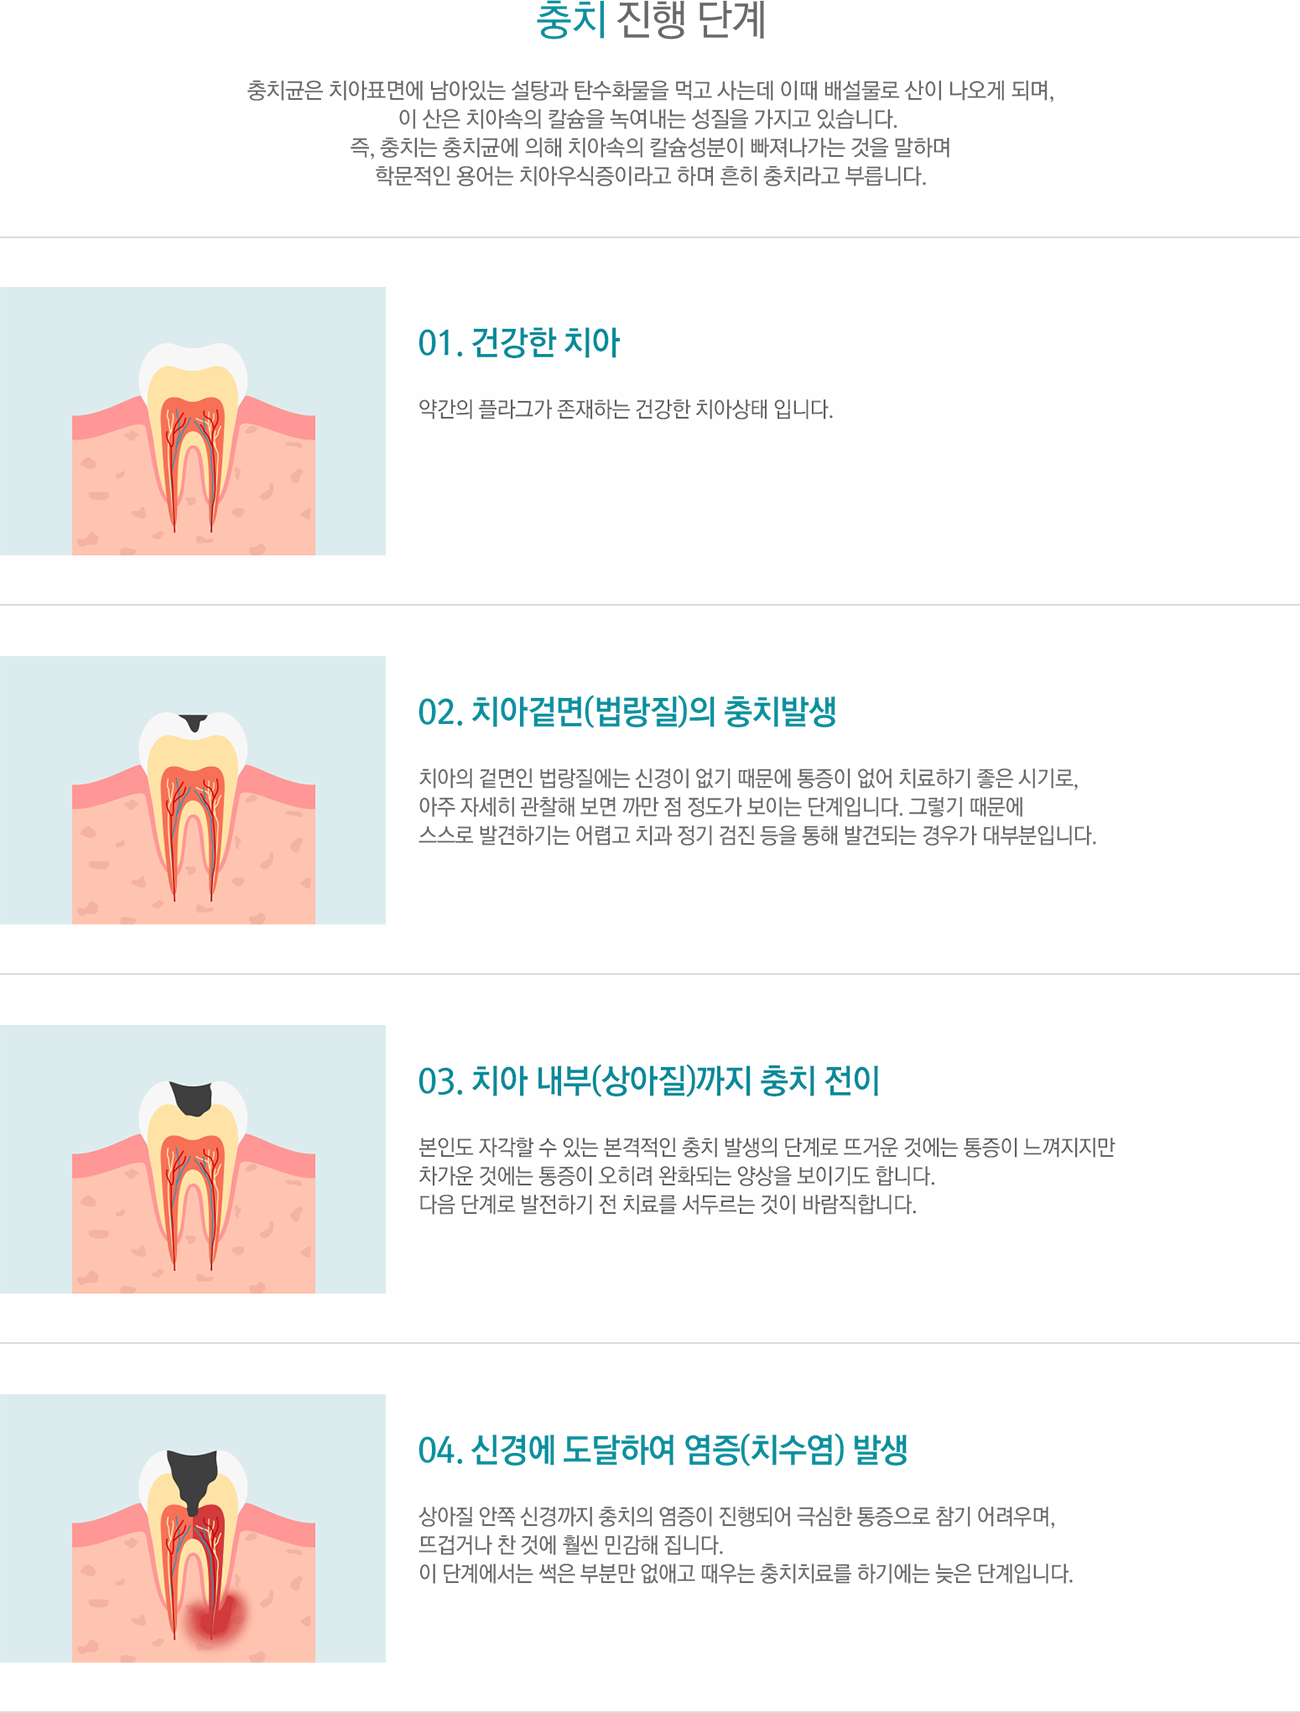 충치 진행 단계
충치균은 치아표면에 남아있는 설탕과 탄수화물을 먹고 사는데 이때 배설물로 산이 나오게 되며,
이 산은 치아속의 칼슘을 녹여내는 성질을 가지고 있습니다.
즉, 충치는 충치균에 의해 치아속의 칼슘성분이 빠져나가는 것을 말하며
학문적인 용어는 치아우식증이라고 하며 흔히 충치라고 부릅니다.
01. 건강한 치아
약간의 플라그가 존재하는 건강한 치아상태 입니다.
02. 치아겉면(법랑질)의 충치발생
치아의 겉면인 법랑질에는 신경이 없기 때문에 통증이 없어 치료하기 좋은 시기로,
아주 자세히 관찰해 보면 까만 점 정도가 보이는 단계입니다. 그렇기 때문에
스스로 발견하기는 어렵고 치과 정기 검진 등을 통해 발견되는 경우가 대부분입니다.
03. 치아 내부(상아질)까지 충치 전이
본인도 자각할 수 있는 본격적인 충치 발생의 단계로 뜨거운 것에는 통증이 느껴지지만
차가운 것에는 통증이 오히려 완화되는 양상을 보이기도 합니다.
다음 단계로 발전하기 전 치료를 서두르는 것이 바람직합니다.
04. 신경에 도달하여 염증(치수염) 발생
상아질 안쪽 신경까지 충치의 염증이 진행되어 극심한 통증으로 참기 어려우며,
뜨겁거나 찬 것에 훨씬 민감해 집니다.
이 단계에서는 썩은 부분만 없애고 때우는 충치치료를 하기에는 늦은 단계입니다.